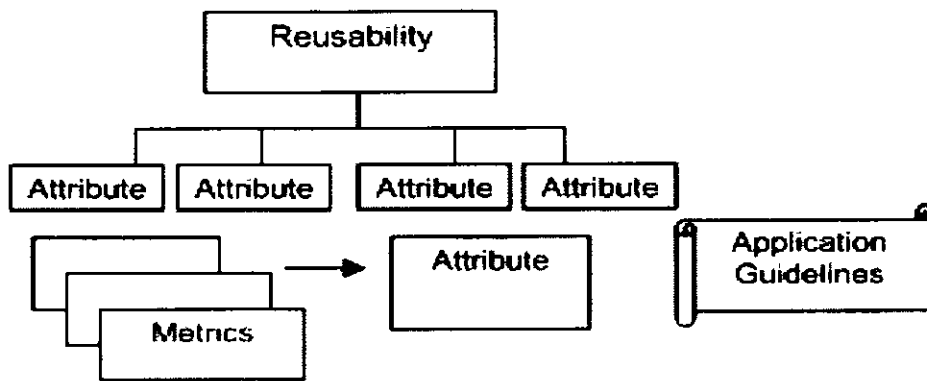 Reusability
Attribute
Attribute
Attribute
Attribute
Attribute
Application
Guidelines
Metrics